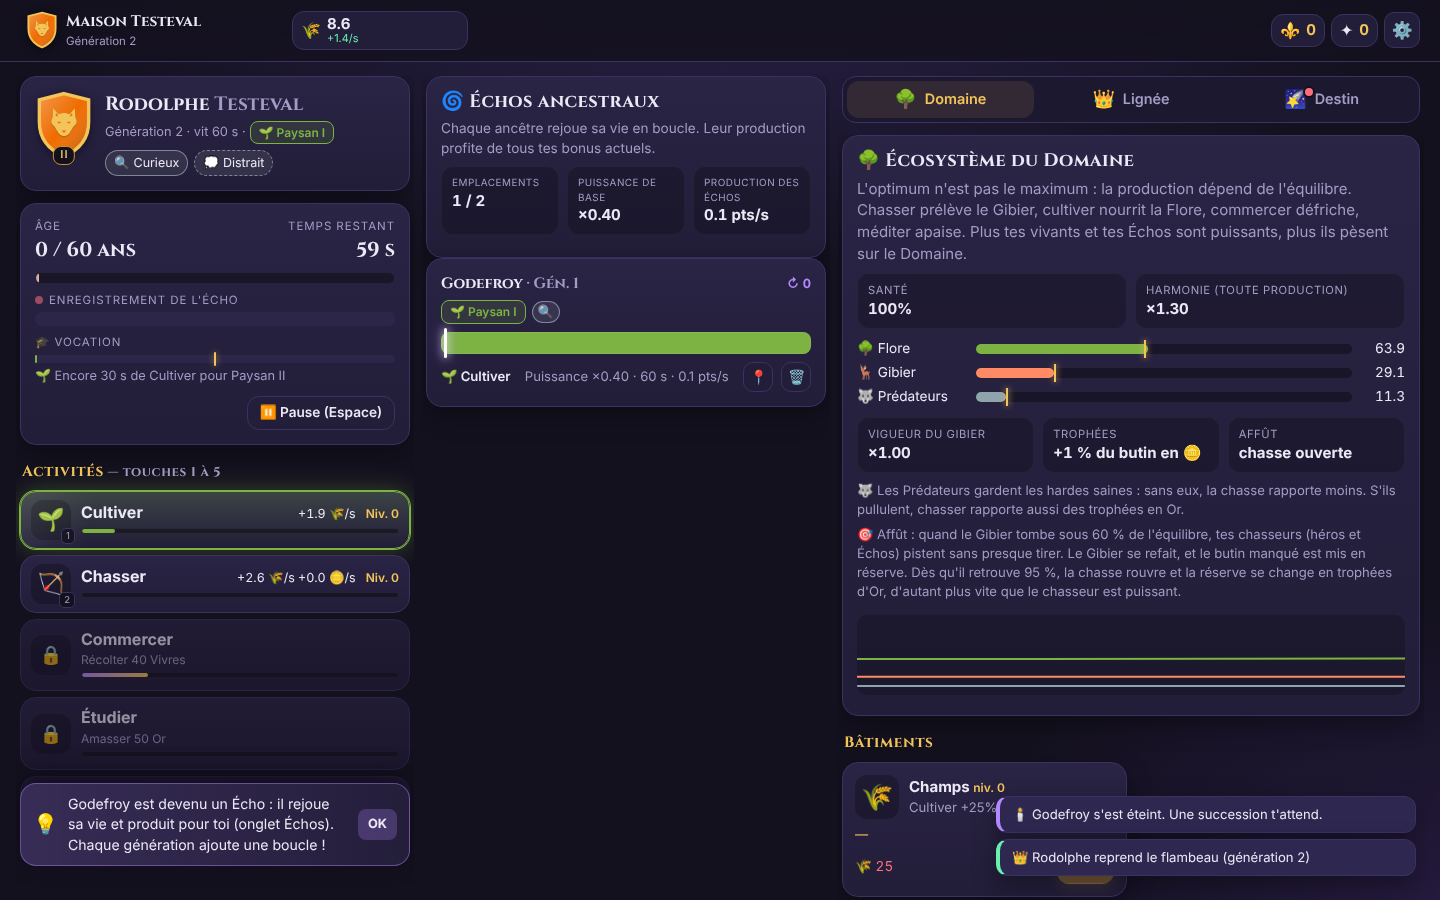 Maison Testeval
Génération 2
8.6
+1.4/s
0
0
Rodolphe Testeval
Génération 2 · vit 60 s · Paysan I
II
Curieux
Distrait
ÂGE
TEMPS RESTANT
0 / 60 ans
59 s
ENREGISTREMENT DE L'ÉCHO
VOCATION
Encore 30 s de Cultiver pour Paysan II
Pause (Espace)
Activités — touches 1 à 5
Cultiver
+1.9 /s Niv. 0
1
Chasser
+2.6 /s +0.0 /s Niv. 0
2
Commercer
Récolter 40 Vivres
Étudier
Amasser 50 Or
Godefroy est devenu un Écho : il rejoue
sa vie et produit pour toi (onglet Échos).
Chaque génération ajoute une boucle !
OK
Échos ancestraux
Chaque ancêtre rejoue sa vie en boucle. Leur production
profite de tous tes bonus actuels.
EMPLACEMENTS
1 / 2
PUISSANCE DE
BASE
×0.40
PRODUCTION DES
ÉCHOS
0.1 pts/s
Godefroy · Gén. 1
↻ 0
Paysan I
Cultiver Puissance ×0.40 · 60 s · 0.1 pts/s
Domaine
Lignée
Destin
Écosystème du Domaine
L'optimum n'est pas le maximum : la production dépend de l'équilibre.
Chasser prélève le Gibier, cultiver nourrit la Flore, commercer défriche,
méditer apaise. Plus tes vivants et tes Échos sont puissants, plus ils pèsent
sur le Domaine.
SANTÉ
100%
HARMONIE (TOUTE PRODUCTION)
×1.30
Flore 63.9
Gibier 29.1
Prédateurs 11.3
VIGUEUR DU GIBIER
×1.00
TROPHÉES
+1 % du butin en
AFFÛT
chasse ouverte
Les Prédateurs gardent les hardes saines : sans eux, la chasse rapporte moins. S'ils
pullulent, chasser rapporte aussi des trophées en Or.
Affût : quand le Gibier tombe sous 60 % de l'équilibre, tes chasseurs (héros et
Échos) pistent sans presque tirer. Le Gibier se refait, et le butin manqué est mis en
réserve. Dès qu'il retrouve 95 %, la chasse rouvre et la réserve se change en trophées
d'Or, d'autant plus vite que le chasseur est puissant.
Bâtiments
Champs niv. 0
Cultiver +25%
—
25
Godefroy s'est éteint. Une succession t'attend.
Rodolphe reprend le flambeau (génération 2)